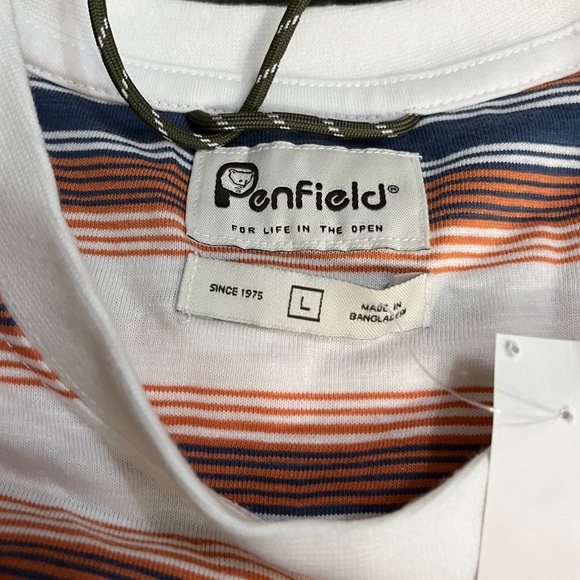 Penfield®
FOR LIFE IN THE OPEN
SINCE 1975
L
MADE IN
BANGLADESH